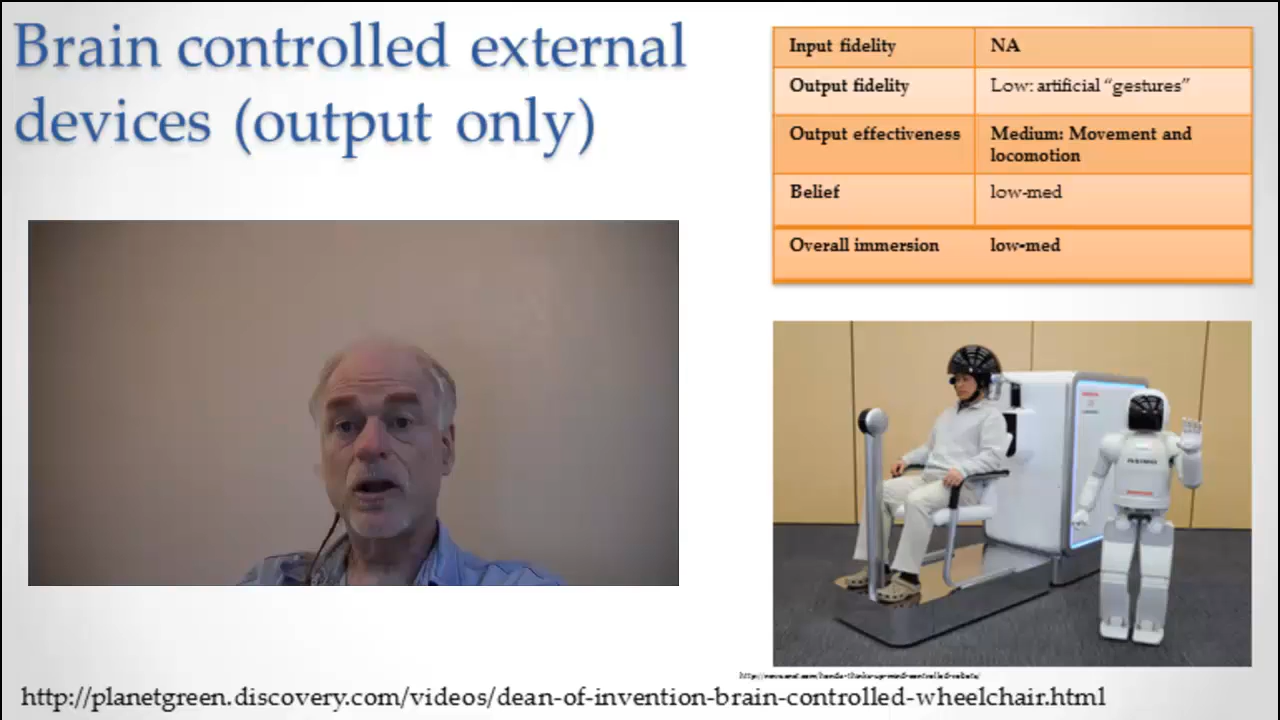 Brain controlled external
devices (output only)
Input fidelity NA
Output fidelity Low: artificial “gestures”
Output effectiveness Medium: Movement and
locomotion
Belief low-med
Overall immersion low-med
http://planetgreen.discovery.com/videos/dean-of-invention-brain-controlled-wheelchair.html